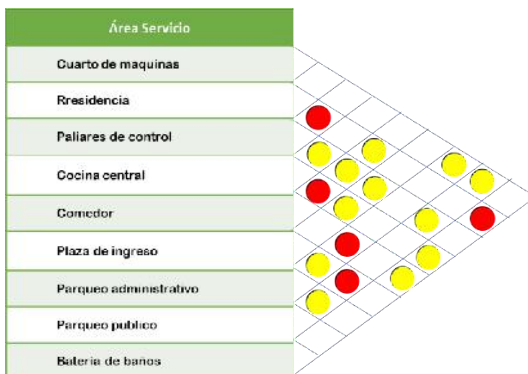 Área Servicio
Cuarto de maquinas
Rresidencia
Paliares de control
Cocina central
Comedor
Plaza de ingreso
Parqueo administrativo
Parqueo publico
Bateria de baños